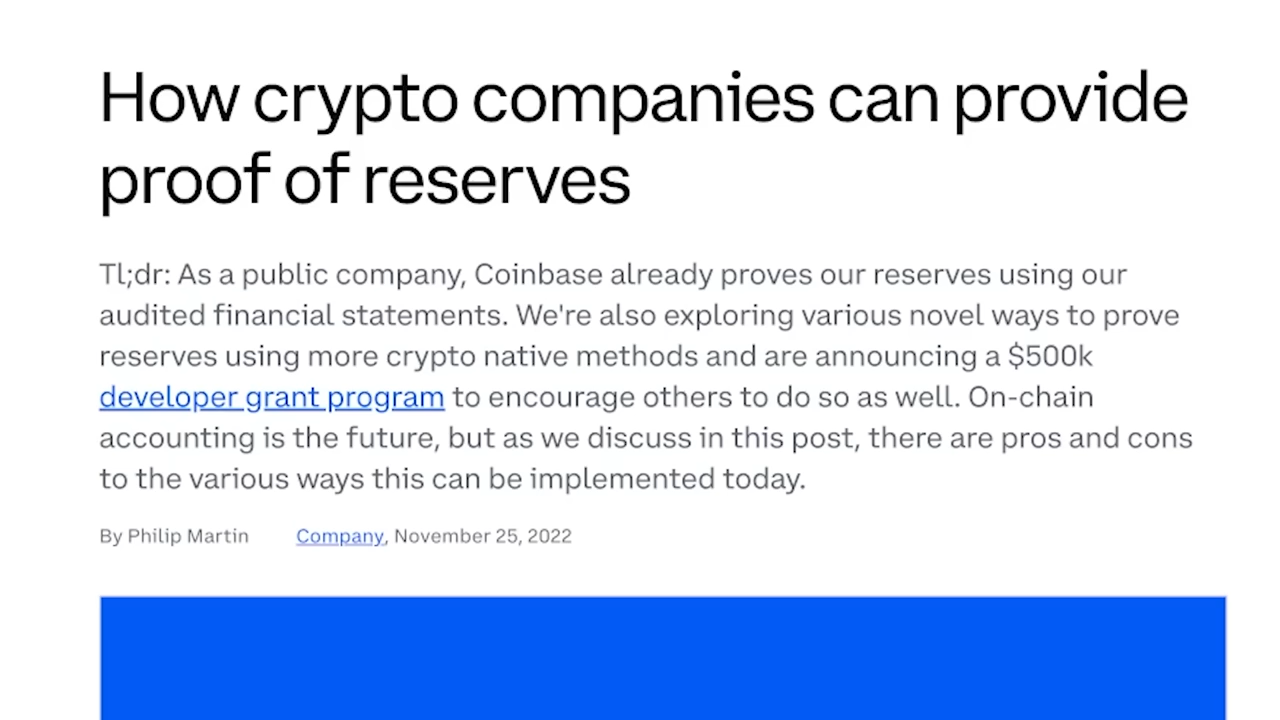 How crypto companies can provide
proof of reserves
Tl;dr: As a public company, Coinbase already proves our reserves using our
audited financial statements. We're also exploring various novel ways to prove
reserves using more crypto native methods and are announcing a $500k
developer grant program to encourage others to do so as well. On-chain
accounting is the future, but as we discuss in this post, there are pros and cons
to the various ways this can be implemented today.
By Philip Martin Company, November 25, 2022